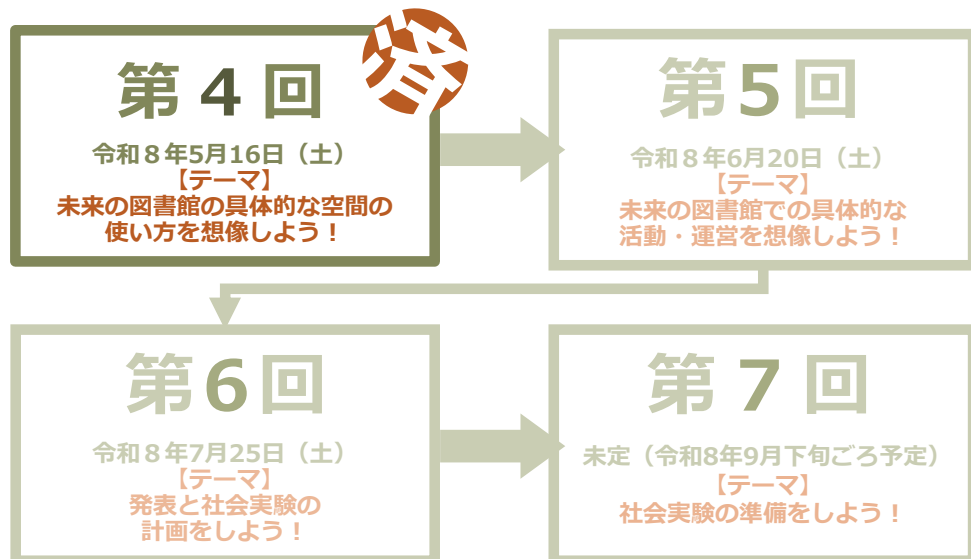 第４回
済
令和８年5月16日（土）
【テーマ】
未来の図書館の具体的な空間の
使い方を想像しよう！
第5回
令和８年6月20日（土）
【テーマ】
未来の図書館での具体的な
活動・運営を想像しよう！
第6回
令和８年7月25日（土）
【テーマ】
発表と社会実験の
計画をしよう！
第７回
未定（令和8年9月下旬ごろ予定）
【テーマ】
社会実験の準備をしよう！